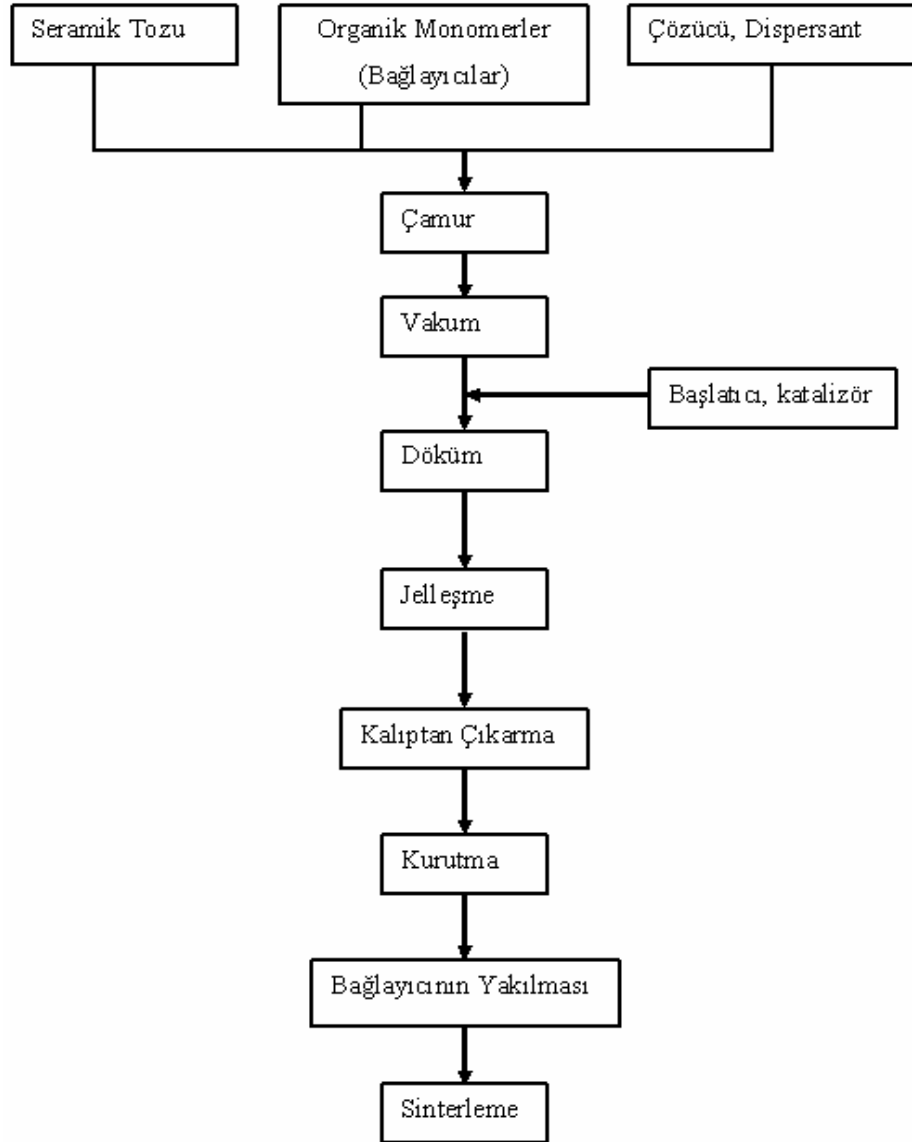 Seramik Tozu
Organik Monomerler
(Bağlayıcılar)
Çözücü, Dispersant
Çamur
Vakum
Başlatıcı, katalizör
Döküm
Jelleşme
Kalıptan Çıkarma
Kurutma
Bağlayıcının Yakılması
Sinterleme